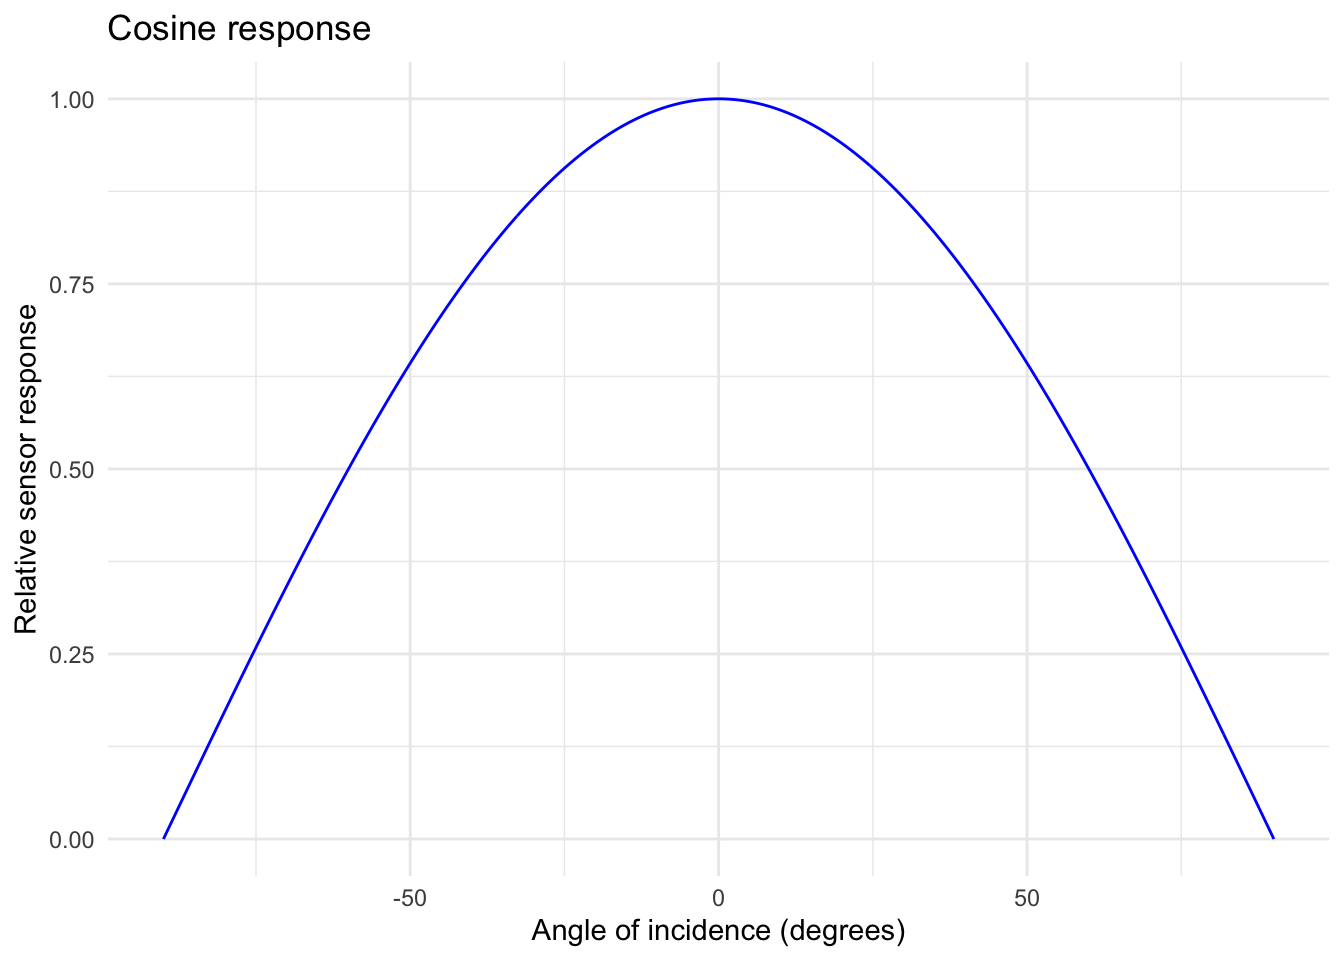 Cosine response
1.00
0.75
0.50
0.25
0.00
Relative sensor response
-50 0 50
Angle of incidence (degrees)